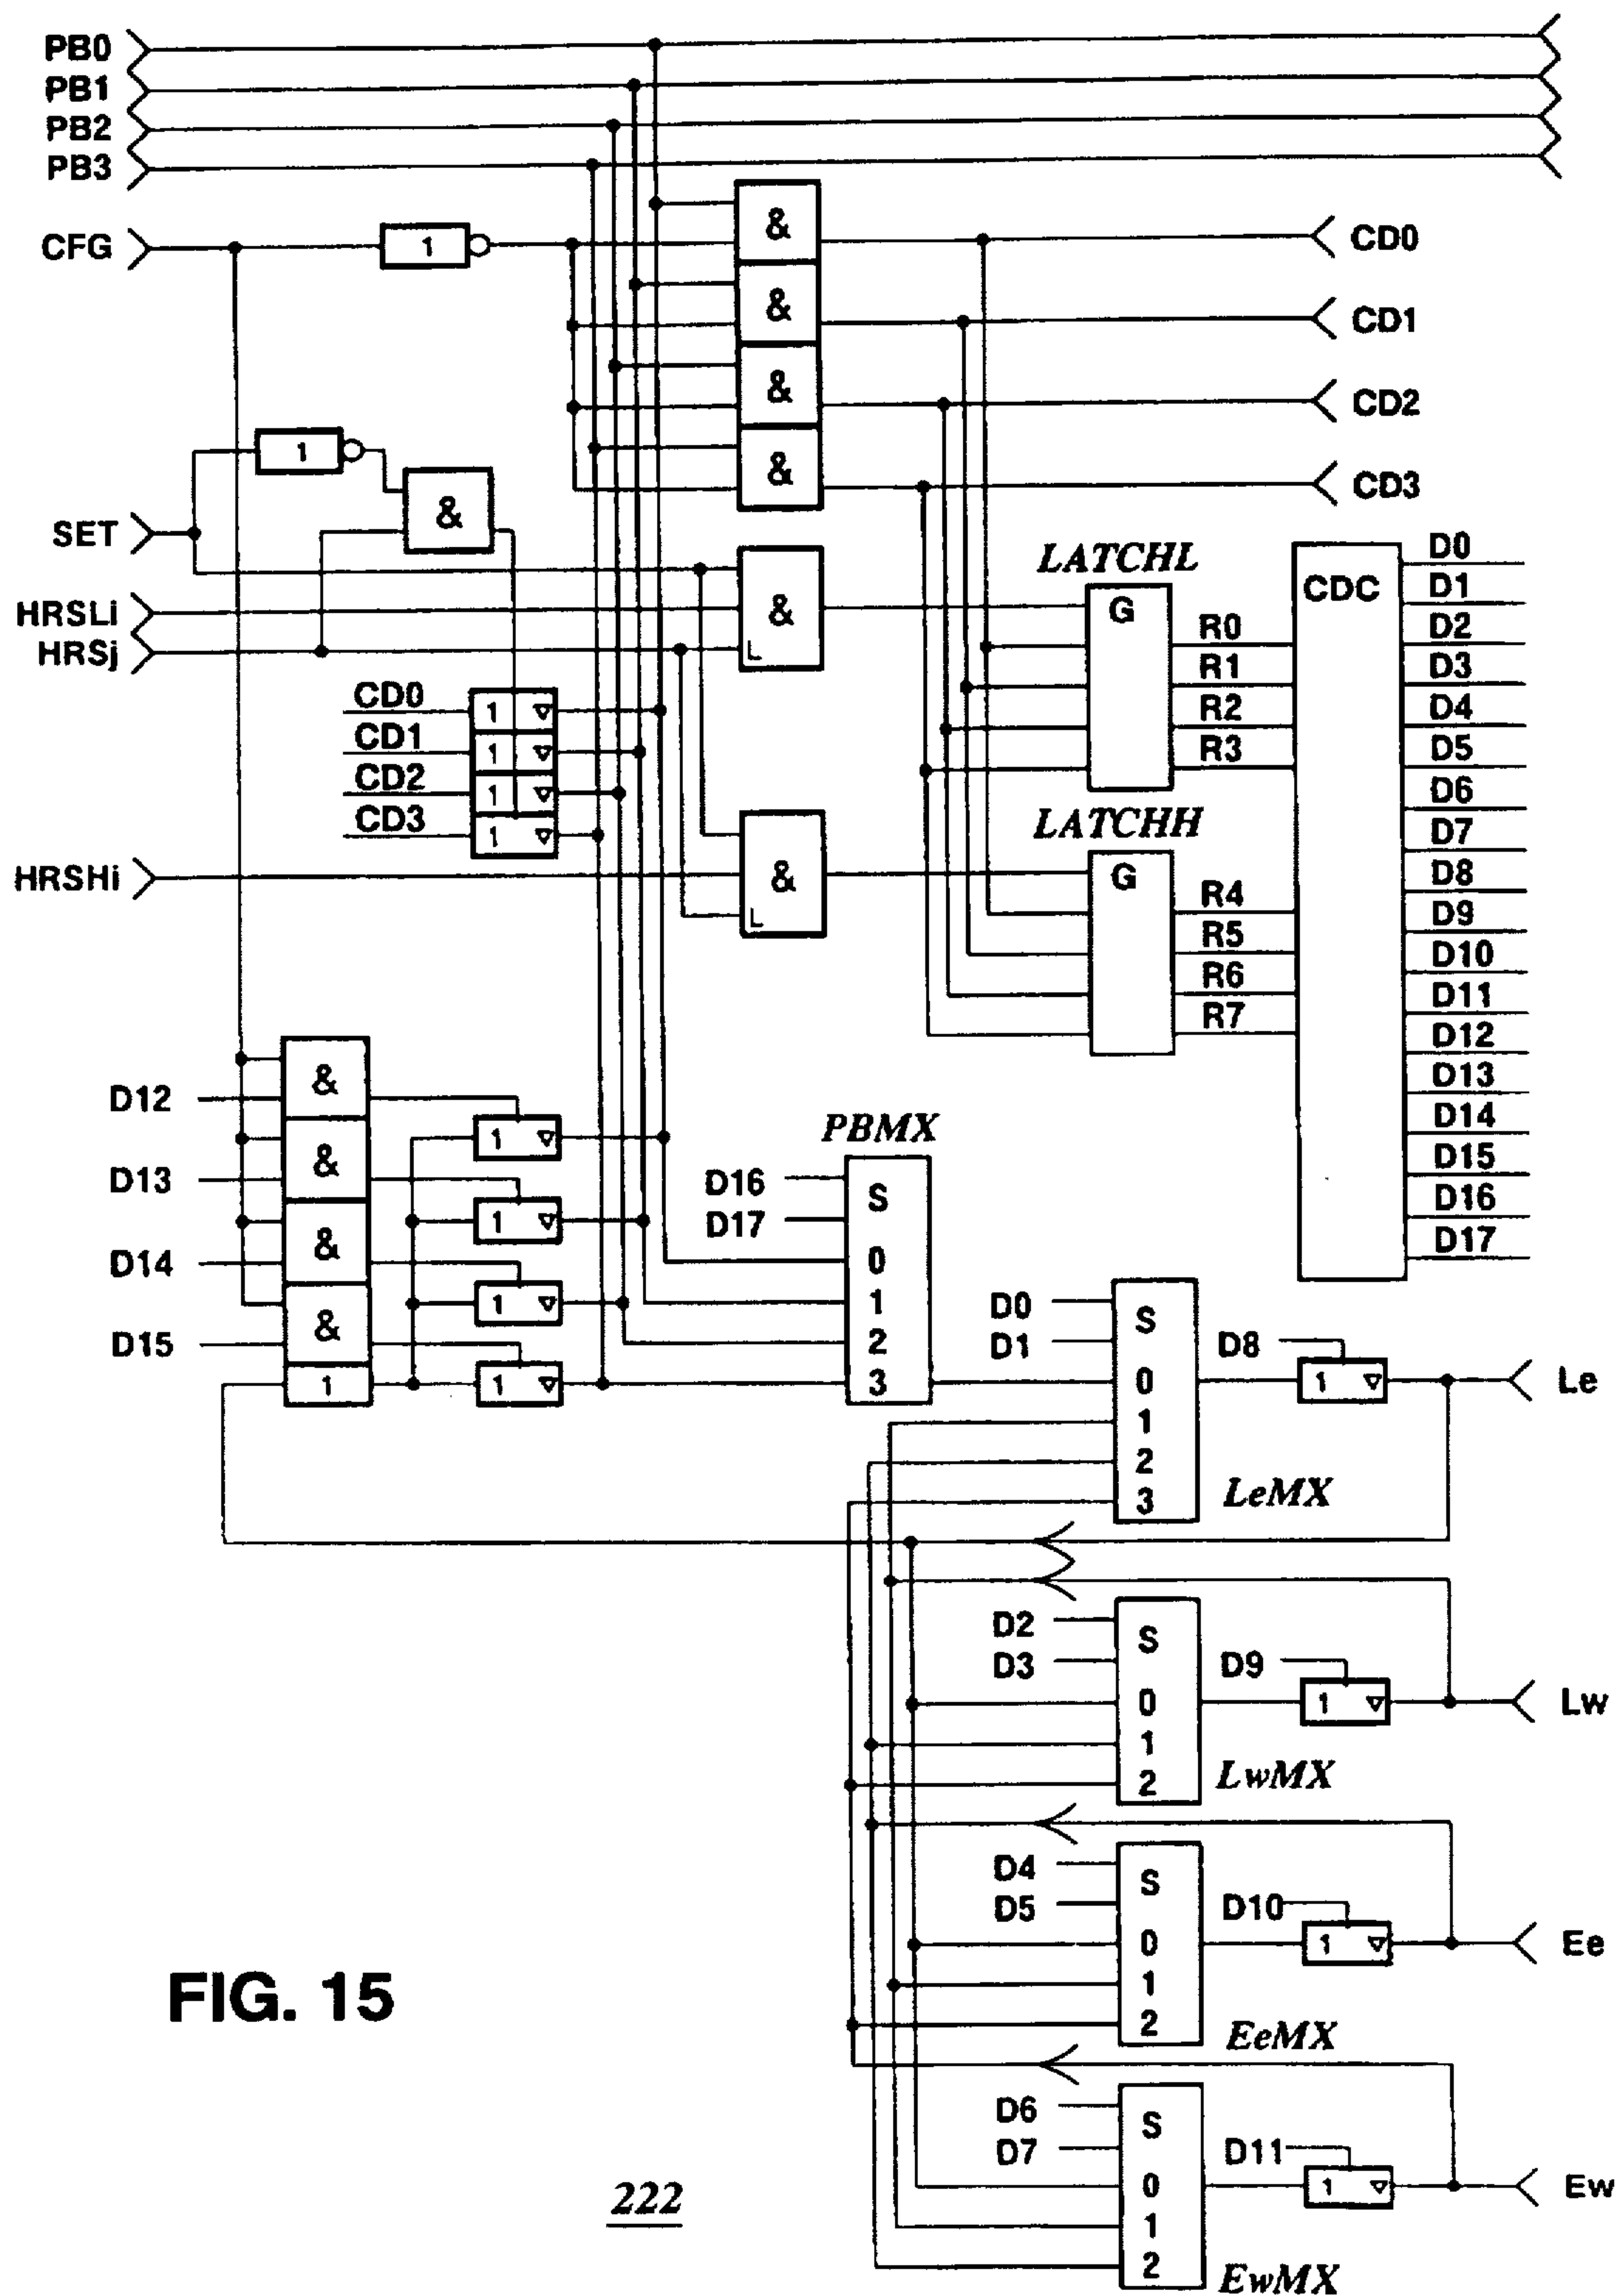 PB0
PB1
PB2
PB3
CFG
1
&
CD0
&
CD1
&
CD2
&
CD3
1
&
SET
HRSLi
HRSj
&
L
LATCHL
G
R0
R1
R2
R3
CDC
D0
D1
D2
D3
D4
D5
D6
D7
D8
D9
D10
D11
D12
D13
D14
D15
D16
D17
CD0
1
CD1
1
CD2
1
CD3
1
HRSHi
&
L
LATCHH
G
R4
R5
R6
R7
D12
&
1
D13
&
1
D14
&
1
D15
&
1
1
PBMX
D16
D17
S
0
1
2
3
D0
D1
S
0
1
2
3
LeMX
D8
1
Le
D2
D3
S
0
1
2
LwMX
D9
1
Lw
D4
D5
S
0
1
2
EeMX
D10
1
Ee
D6
D7
S
0
1
2
EwMX
D11
1
Ew
FIG. 15
222